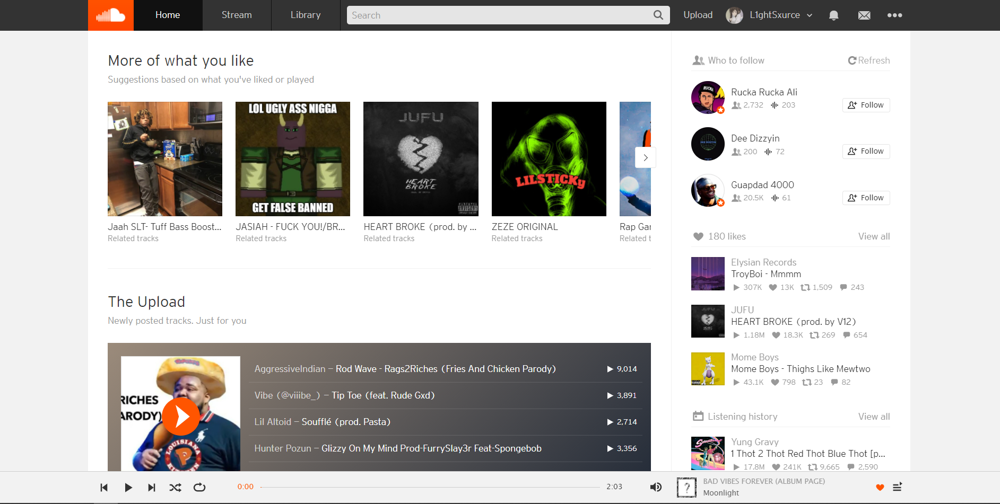 Home
Stream
Library
Search
Upload
L1ghtSxurce
More of what you like
Suggestions based on what you've liked or played
LOL UGLY ASS NIGGA
GET FALSE BANNED
JUFU
HEART
BROKE
LILSTICKy
Jaah SLT- Tuff Bass Boost...
Related tracks
JASIAH - FUCK YOU!/BR...
Related tracks
HEART BROKE (prod. by ...
Related tracks
ZEZE ORIGINAL
Related tracks
Rap Gar
Related t
The Upload
Newly posted tracks. Just for you
RICHES
ARODY)
LOUISIANA
P
KITCHEN
AggressiveIndian – Rod Wave - Rags2Riches (Fries And Chicken Parody)
9,014
Vibe (@viiibe_) – Tip Toe (feat. Rude Gxd)
3,891
Lil Altoid – Soufflé (prod. Pasta)
2,714
Hunter Pozun – Glizzy On My Mind Prod-FurrySlay3r Feat-Spongebob
3,356
Who to follow
Refresh
RUCKA
Rucka Rucka Ali
2,732 203
Follow
DEE DIZZYIN
Dee Dizzyin
200 72
Follow
Guapdad 4000
20.5K 61
Follow
180 likes
View all
Elysian Records
TroyBoi - Mmmm
307K 13K 1,509 243
JUFU
JUFU
HEART BROKE (prod. by V12)
1.18M 18.3K 269 654
Mome Boys
Mome Boys - Thighs Like Mewtwo
43.1K 798 23 82
Listening history
View all
Sensational
Yung Gravy
1 Thot 2 Thot Red Thot Blue Thot [p...
17.8M 241K 9,665 2,590
0:00
2:03
?
BAD VIBES FOREVER (ALBUM PAGE)
Moonlight